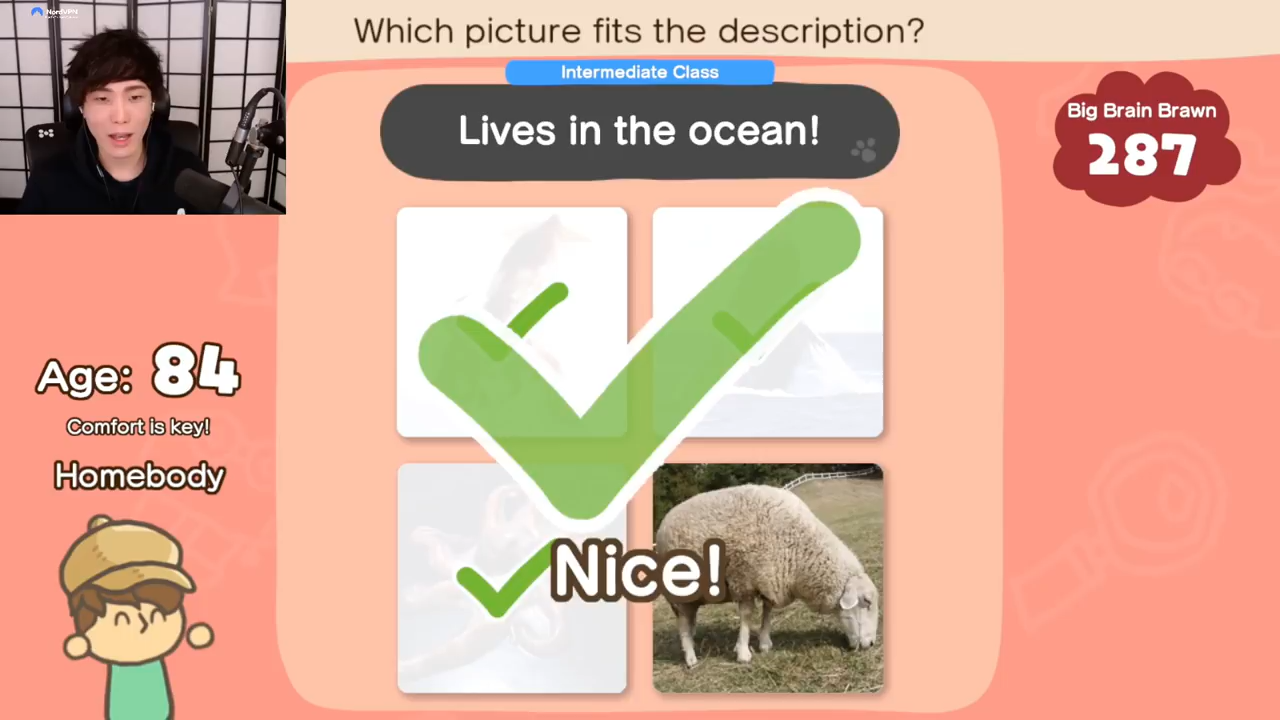 NordVPN
Which picture fits the description?
Intermediate Class
Lives in the ocean!
Big Brain Brawn
287
Age: 84
Comfort is key!
Homebody
Nice!